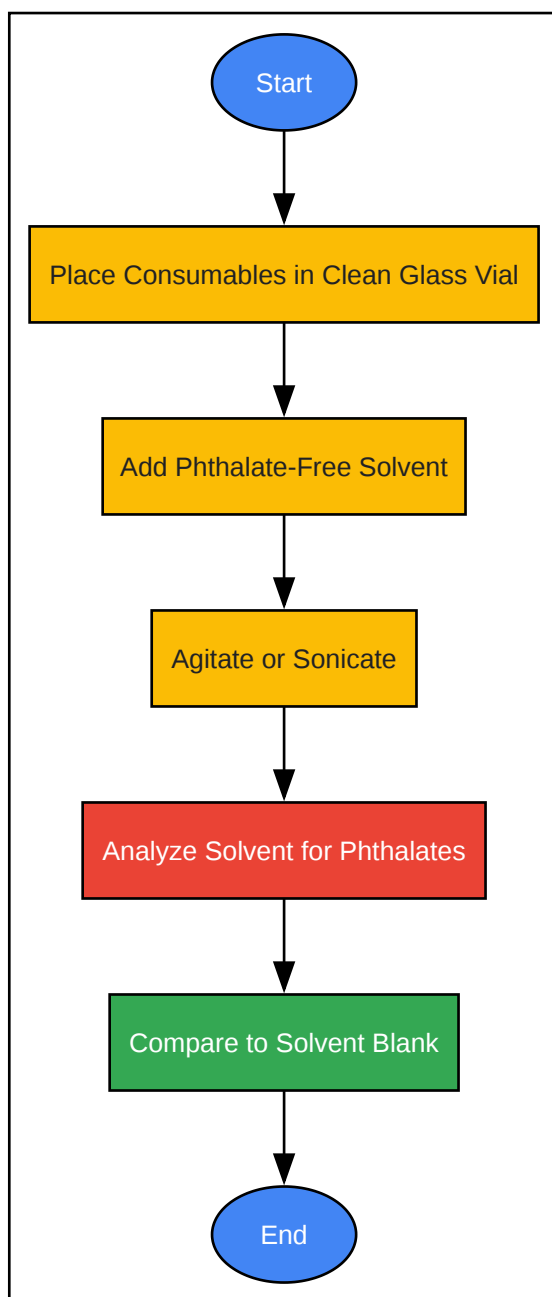 Start
Place Consumables in Clean Glass Vial
Add Phthalate-Free Solvent
Agitate or Sonicate
Analyze Solvent for Phthalates
Compare to Solvent Blank
End